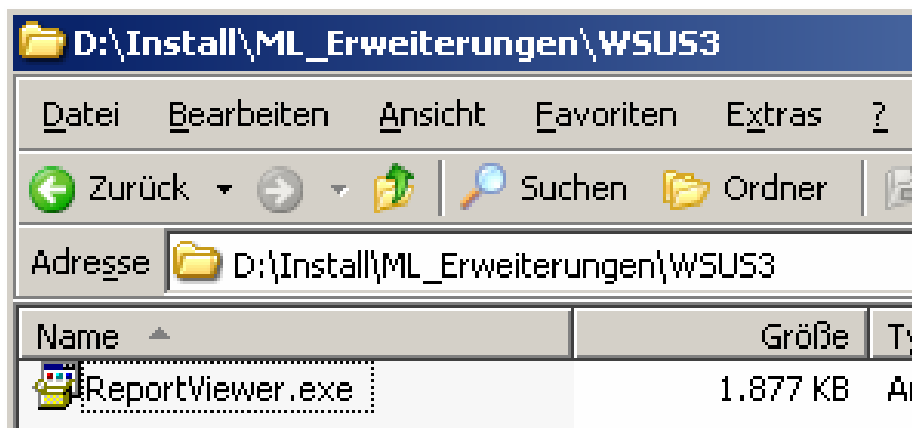 D:\Install\ML_Erweiterungen\WSUS3
Datei Bearbeiten Ansicht Favoriten Extras ?
Zurück Suchen Ordner
Adresse D:\Install\ML_Erweiterungen\WSUS3
Name Größe
ReportViewer.exe 1.877 KB